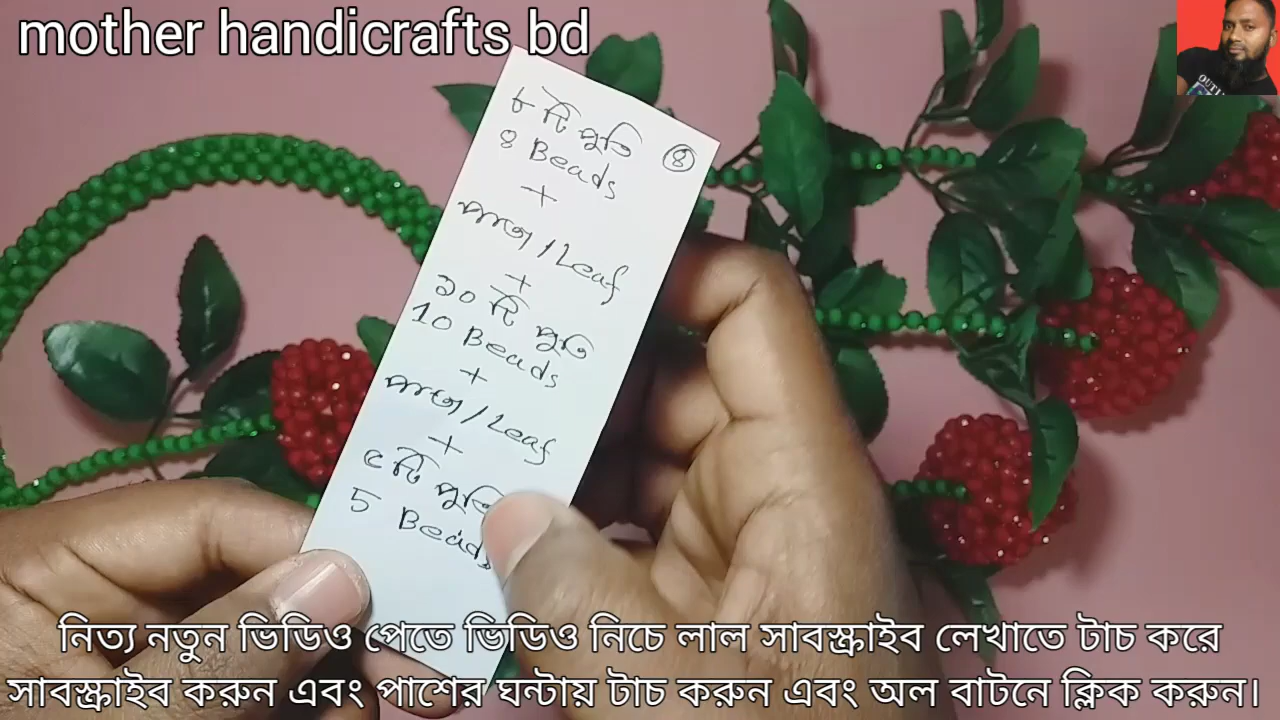 mother handicrafts bd
৮ টি পুতি
8 Beads
④
+
পাতা / Leaf
+
১০ টি পুতি
10 Beads
+
পাতা / Leaf
+
৫ টি পুতি
5 Beads
নিত্য নতুন ভিডিও পেতে ভিডিও নিচে লাল সাবস্ক্রাইব লেখাতে টাচ করে
সাবস্ক্রাইব করুন এবং পাশের ঘন্টায় টাচ করুন এবং অল বাটনে ক্লিক করুন।